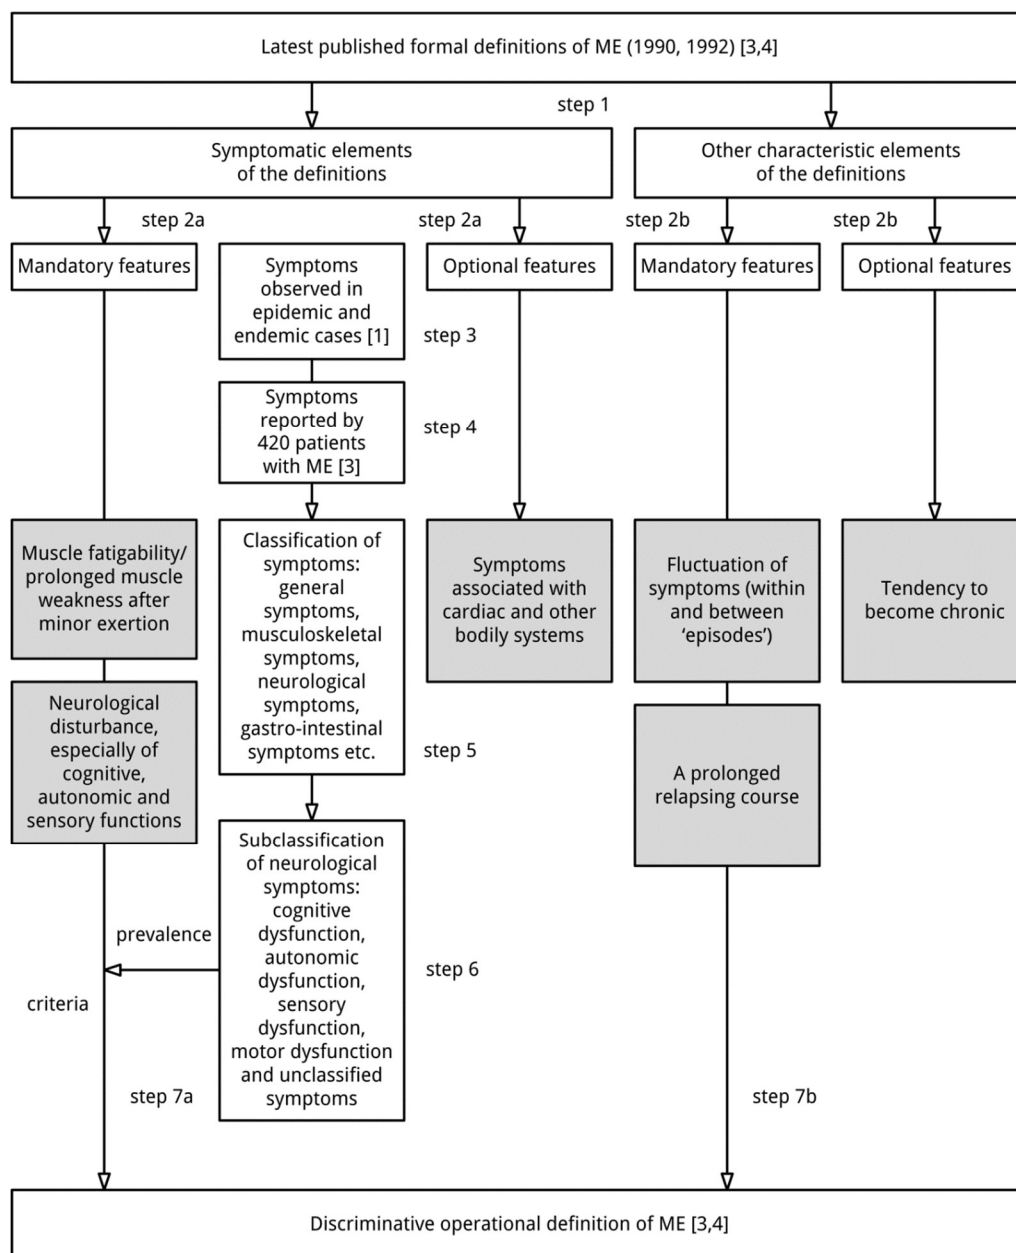 Latest published formal definitions of ME (1990, 1992) [3,4]
step 1
Symptomatic elements
of the definitions
Other characteristic elements
of the definitions
step 2a
step 2a
step 2b
step 2b
Mandatory features
Symptoms
observed in
epidemic and
endemic cases [1]
Optional features
Mandatory features
Optional features
step 3
Symptoms
reported by
420 patients
with ME [3]
step 4
Muscle fatigability/
prolonged muscle
weakness after
minor exertion
Classification of
symptoms:
general
symptoms,
musculoskeletal
symptoms,
neurological
symptoms,
gastro-intestinal
symptoms etc.
Symptoms
associated with
cardiac and other
bodily systems
Fluctuation of
symptoms (within
and between
‘episodes’)
Tendency to
become chronic
Neurological
disturbance,
especially of
cognitive,
autonomic and
sensory functions
step 5
A prolonged
relapsing course
Subclassification
of neurological
symptoms:
cognitive
dysfunction,
autonomic
dysfunction,
sensory
dysfunction,
motor dysfunction
and unclassified
symptoms
prevalence
step 6
criteria
step 7a
step 7b
Discriminative operational definition of ME [3,4]